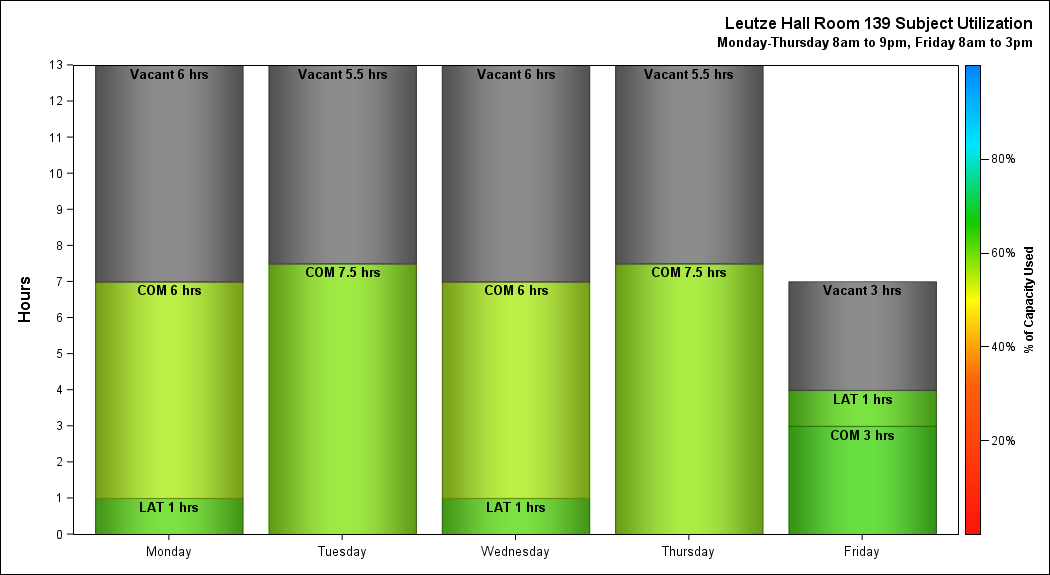 Leutze Hall Room 139 Subject Utilization
Monday-Thursday 8am to 9pm, Friday 8am to 3pm
Hours
13
12
11
10
9
8
7
6
5
4
3
2
1
0
Vacant 6 hrs
COM 6 hrs
LAT 1 hrs
Vacant 5.5 hrs
COM 7.5 hrs
Vacant 6 hrs
COM 6 hrs
LAT 1 hrs
Vacant 5.5 hrs
COM 7.5 hrs
Vacant 3 hrs
LAT 1 hrs
COM 3 hrs
Monday
Tuesday
Wednesday
Thursday
Friday
80%
60%
40%
20%
% of Capacity Used